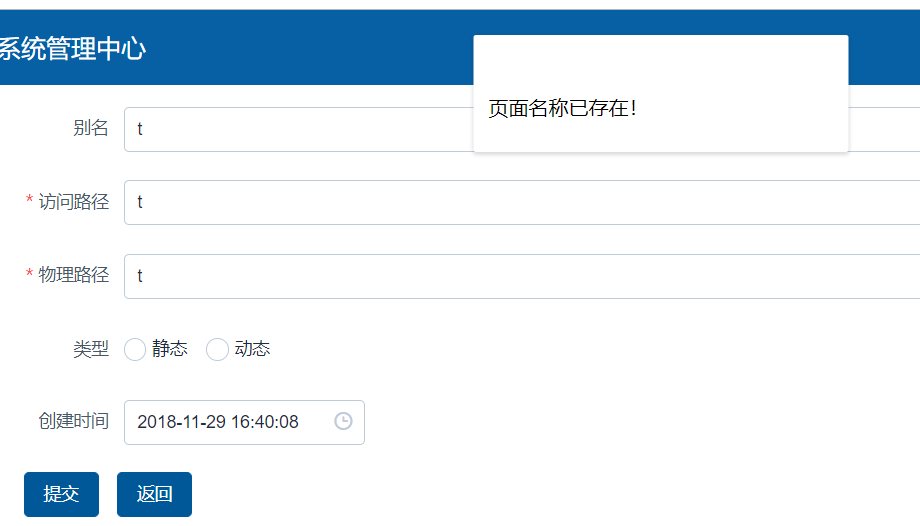 系统管理中心
页面名称已存在！
别名 t
* 访问路径 t
* 物理路径 t
类型 静态 动态
创建时间 2018-11-29 16:40:08
提交 返回